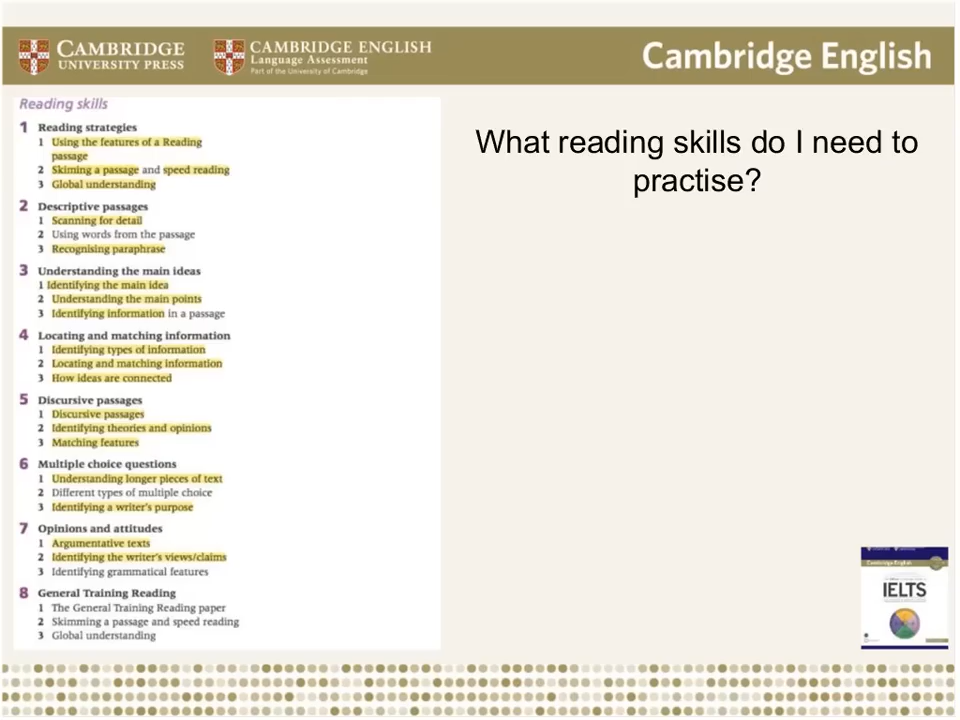 CAMBRIDGE
UNIVERSITY PRESS
CAMBRIDGE ENGLISH
Language Assessment
Part of the University of Cambridge
Cambridge English
Reading skills
1 Reading strategies
1 Using the features of a Reading
passage
2 Skiming a passage and speed reading
3 Global understanding
2 Descriptive passages
1 Scanning for detail
2 Using words from the passage
3 Recognising paraphrase
3 Understanding the main ideas
1 Identifying the main idea
2 Understanding the main points
3 Identifying information in a passage
4 Locating and matching information
1 Identifying types of information
2 Locating and matching information
3 How ideas are connected
5 Discursive passages
1 Discursive passages
2 Identifying theories and opinions
3 Matching features
6 Multiple choice questions
1 Understanding longer pieces of text
2 Different types of multiple choice
3 Identifying a writer's purpose
7 Opinions and attitudes
1 Argumentative texts
2 Identifying the writer's views/claims
3 Identifying grammatical features
8 General Training Reading
1 The General Training Reading paper
2 Skimming a passage and speed reading
3 Global understanding
What reading skills do I need to
practise?
Cambridge English
IELTS